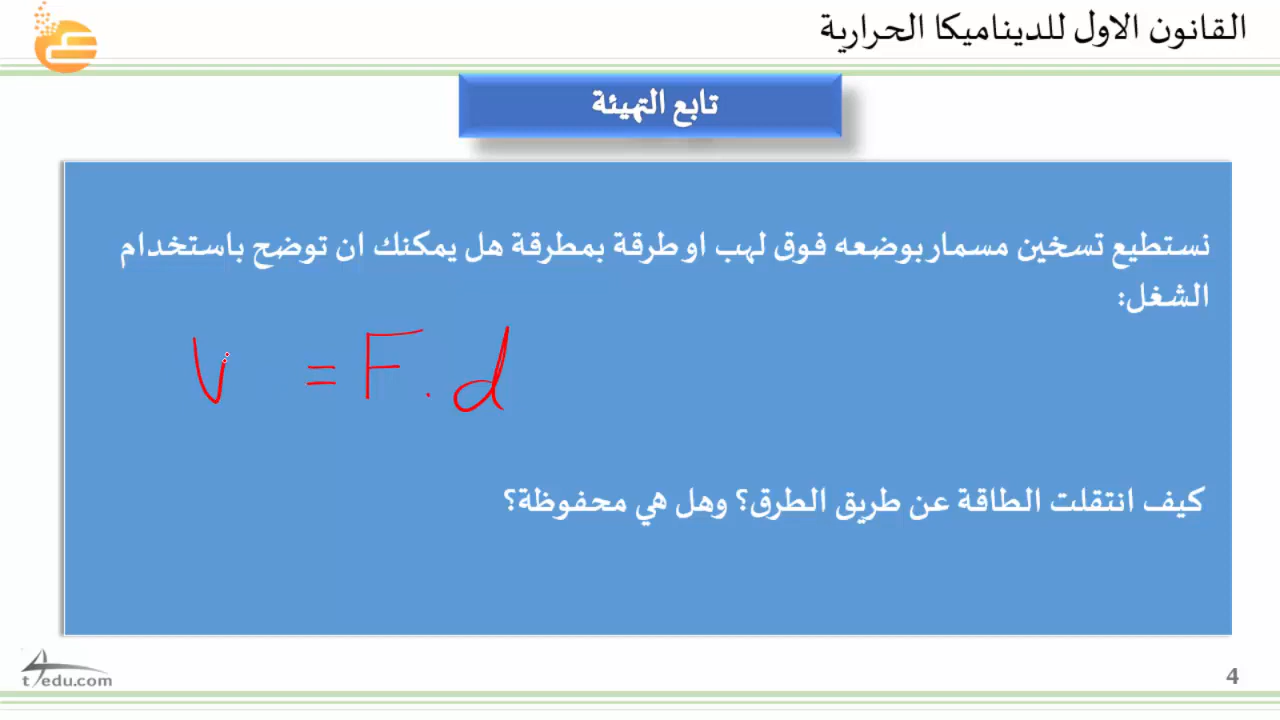 القانون الاول للديناميكا الحرارية
تابع التهيئة
نستطيع تسخين مسمار بوضعه فوق لهب او طرقة بمطرقة هل يمكنك ان توضح باستخدام
الشغل:
V = F . d
كيف انتقلت الطاقة عن طريق الطرق؟ وهل هي محفوظة؟
t4edu.com
4